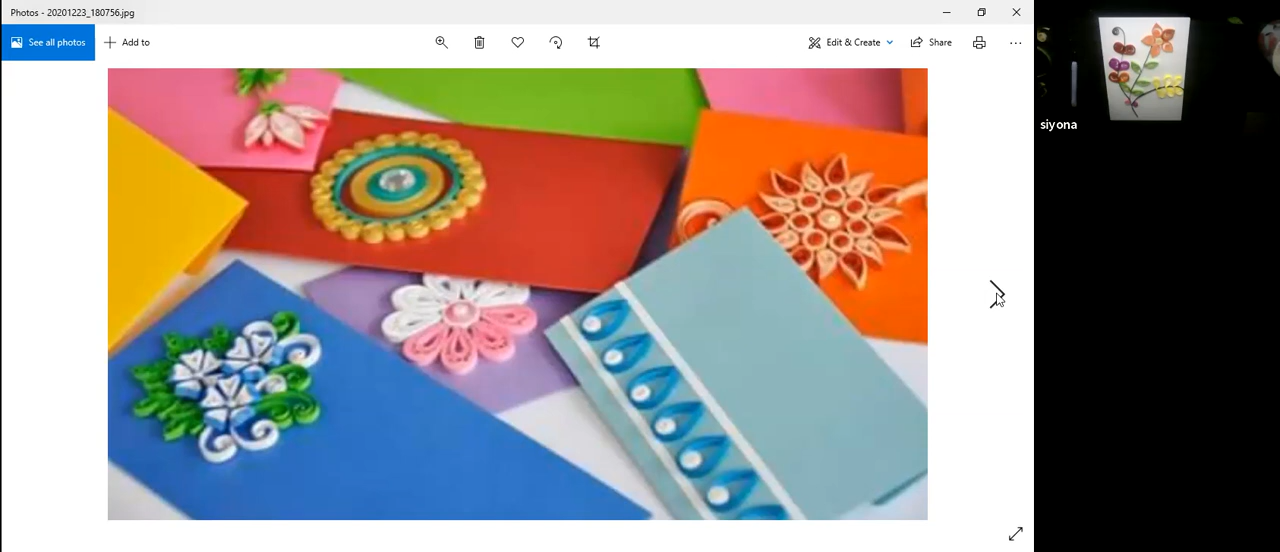 Photos - 20201223_180756.jpg
See all photos
Add to
Edit & Create
Share
siyona